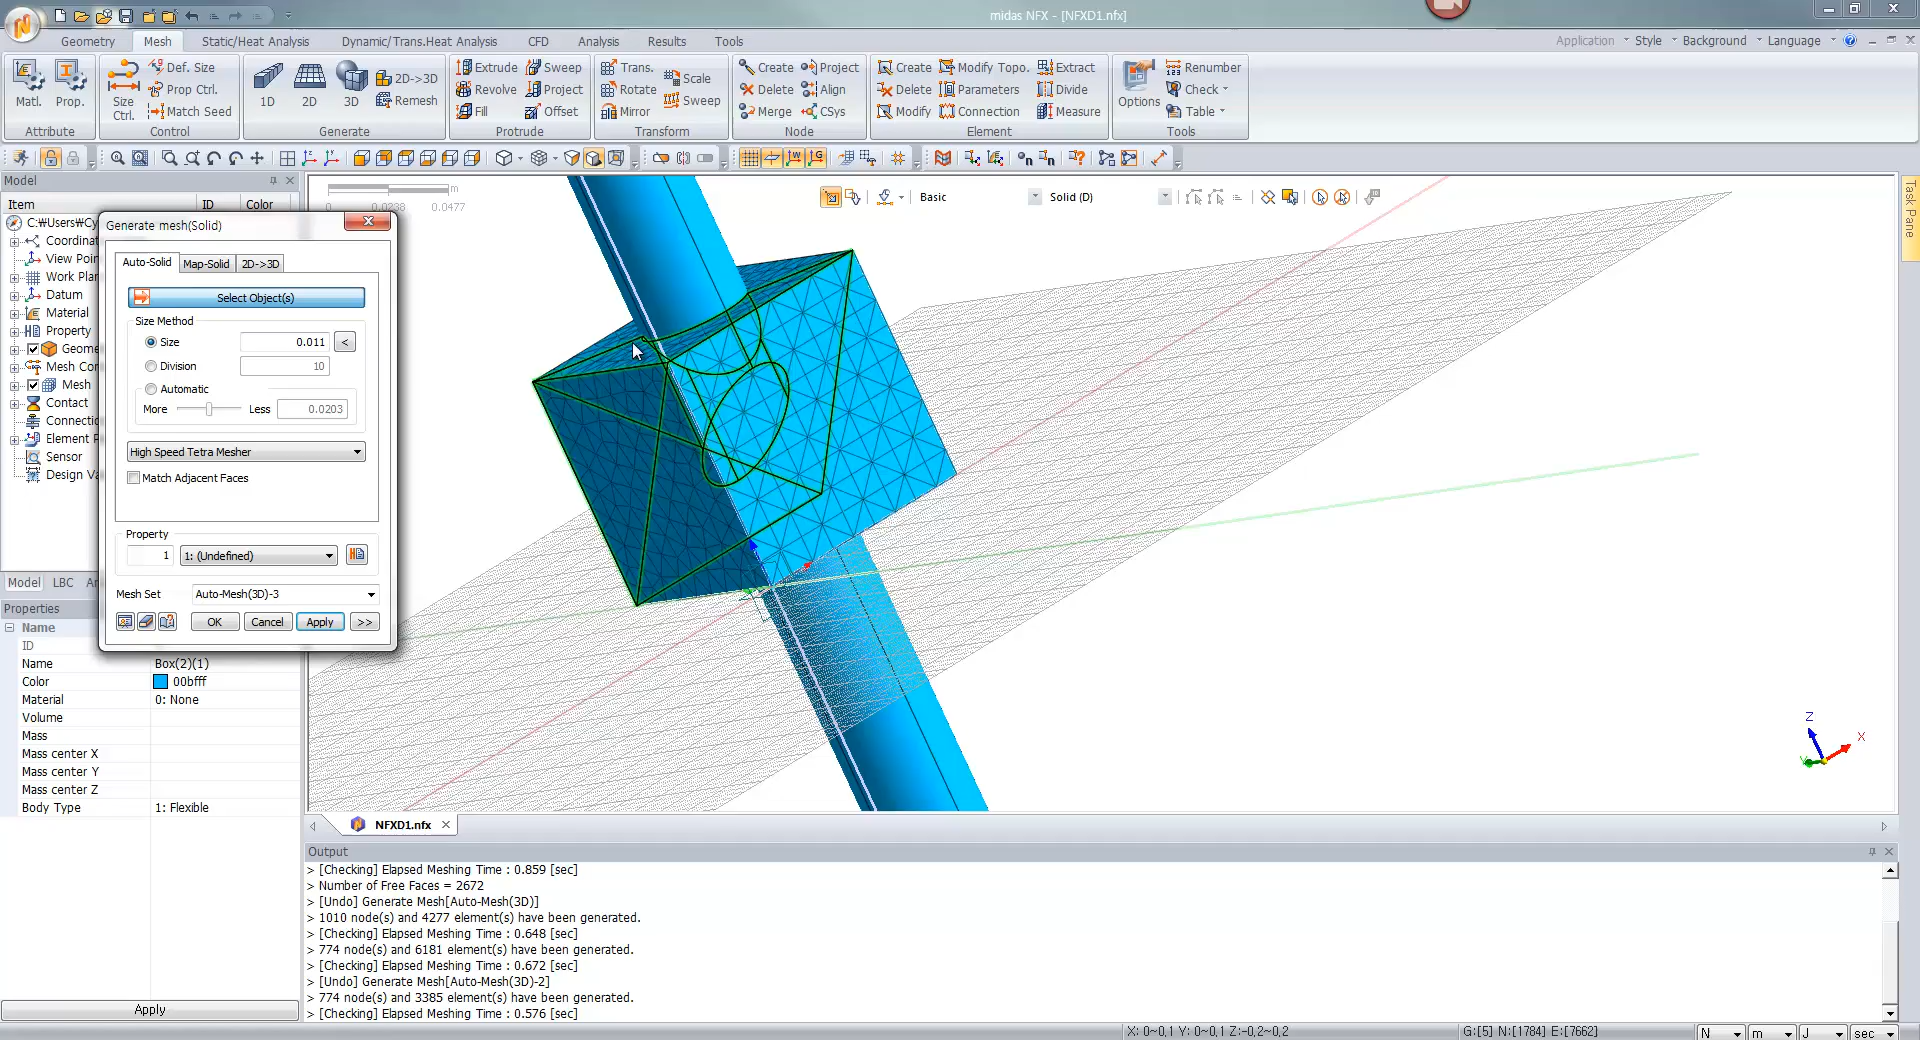 midas NFX - [NFXD1.nfx]
Geometry Mesh Static/Heat Analysis Dynamic/Trans.Heat Analysis CFD Analysis Results Tools
Application Style Background Language
Matl. Prop. Size Ctrl. Def. Size Prop Ctrl. Match Seed
1D 2D 3D 2D->3D Remesh
Extrude Sweep Revolve Project Fill Offset
Trans. Rotate Mirror Scale Sweep
Create Project Delete Align Merge CSys
Create Modify Topo. Extract Delete Parameters Divide Modify Connection Measure
Options Renumber Check Table
Attribute Control Generate Protrude Transform Node Element Tools
Model
Item ID Color
C:₩Users₩Cy
Coordina
View Poin
Work Plan
Datum
Material
Property
Geome
Mesh Cor
Mesh
Contact
Connectio
Element P
Sensor
Design Va
Generate mesh(Solid)
Auto-Solid Map-Solid 2D->3D
Select Object(s)
Size Method
Size 0.011 <
Division 10
Automatic
More Less 0.0203
High Speed Tetra Mesher
Match Adjacent Faces
Property
1 1: (Undefined)
Mesh Set Auto-Mesh(3D)-3
OK Cancel Apply >>
Model LBC
Properties
Name
ID
Name Box(2)(1)
Color 00bfff
Material 0: None
Volume
Mass
Mass center X
Mass center Y
Mass center Z
Body Type 1: Flexible
Apply
m
0 0.0238 0.0477
Basic Solid (D)
Task Pane
Z
X
Y
NFXD1.nfx
Output
> [Checking] Elapsed Meshing Time : 0.859 [sec]
> Number of Free Faces = 2672
> [Undo] Generate Mesh[Auto-Mesh(3D)]
> 1010 node(s) and 4277 element(s) have been generated.
> [Checking] Elapsed Meshing Time : 0.648 [sec]
> 774 node(s) and 6181 element(s) have been generated.
> [Checking] Elapsed Meshing Time : 0.672 [sec]
> [Undo] Generate Mesh[Auto-Mesh(3D)-2]
> 774 node(s) and 3385 element(s) have been generated.
> [Checking] Elapsed Meshing Time : 0.576 [sec]
X: 0~0.1 Y: 0~0.1 Z:-0.2~0.2 G:[5] N:[1784] E:[7662] N m J sec